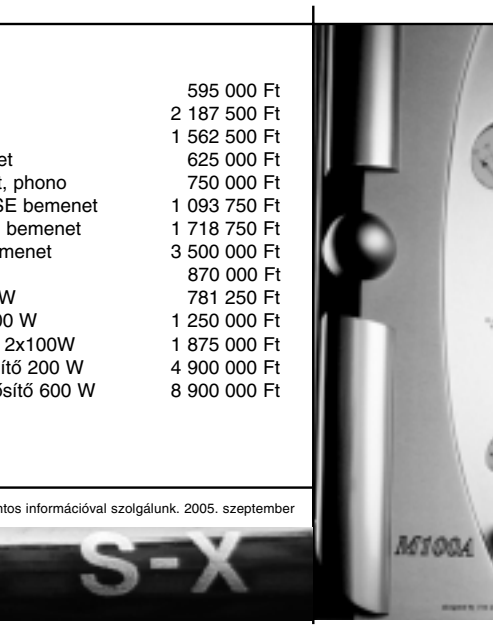 595 000 Ft
2 187 500 Ft
1 562 500 Ft
et 625 000 Ft
t, phono 750 000 Ft
SE bemenet 1 093 750 Ft
bemenet 1 718 750 Ft
menet 3 500 000 Ft
870 000 Ft
W 781 250 Ft
00 W 1 250 000 Ft
2x100W 1 875 000 Ft
ítő 200 W 4 900 000 Ft
ősítő 600 W 8 900 000 Ft
ntos információval szolgálunk. 2005. szeptember
S-X
M100A